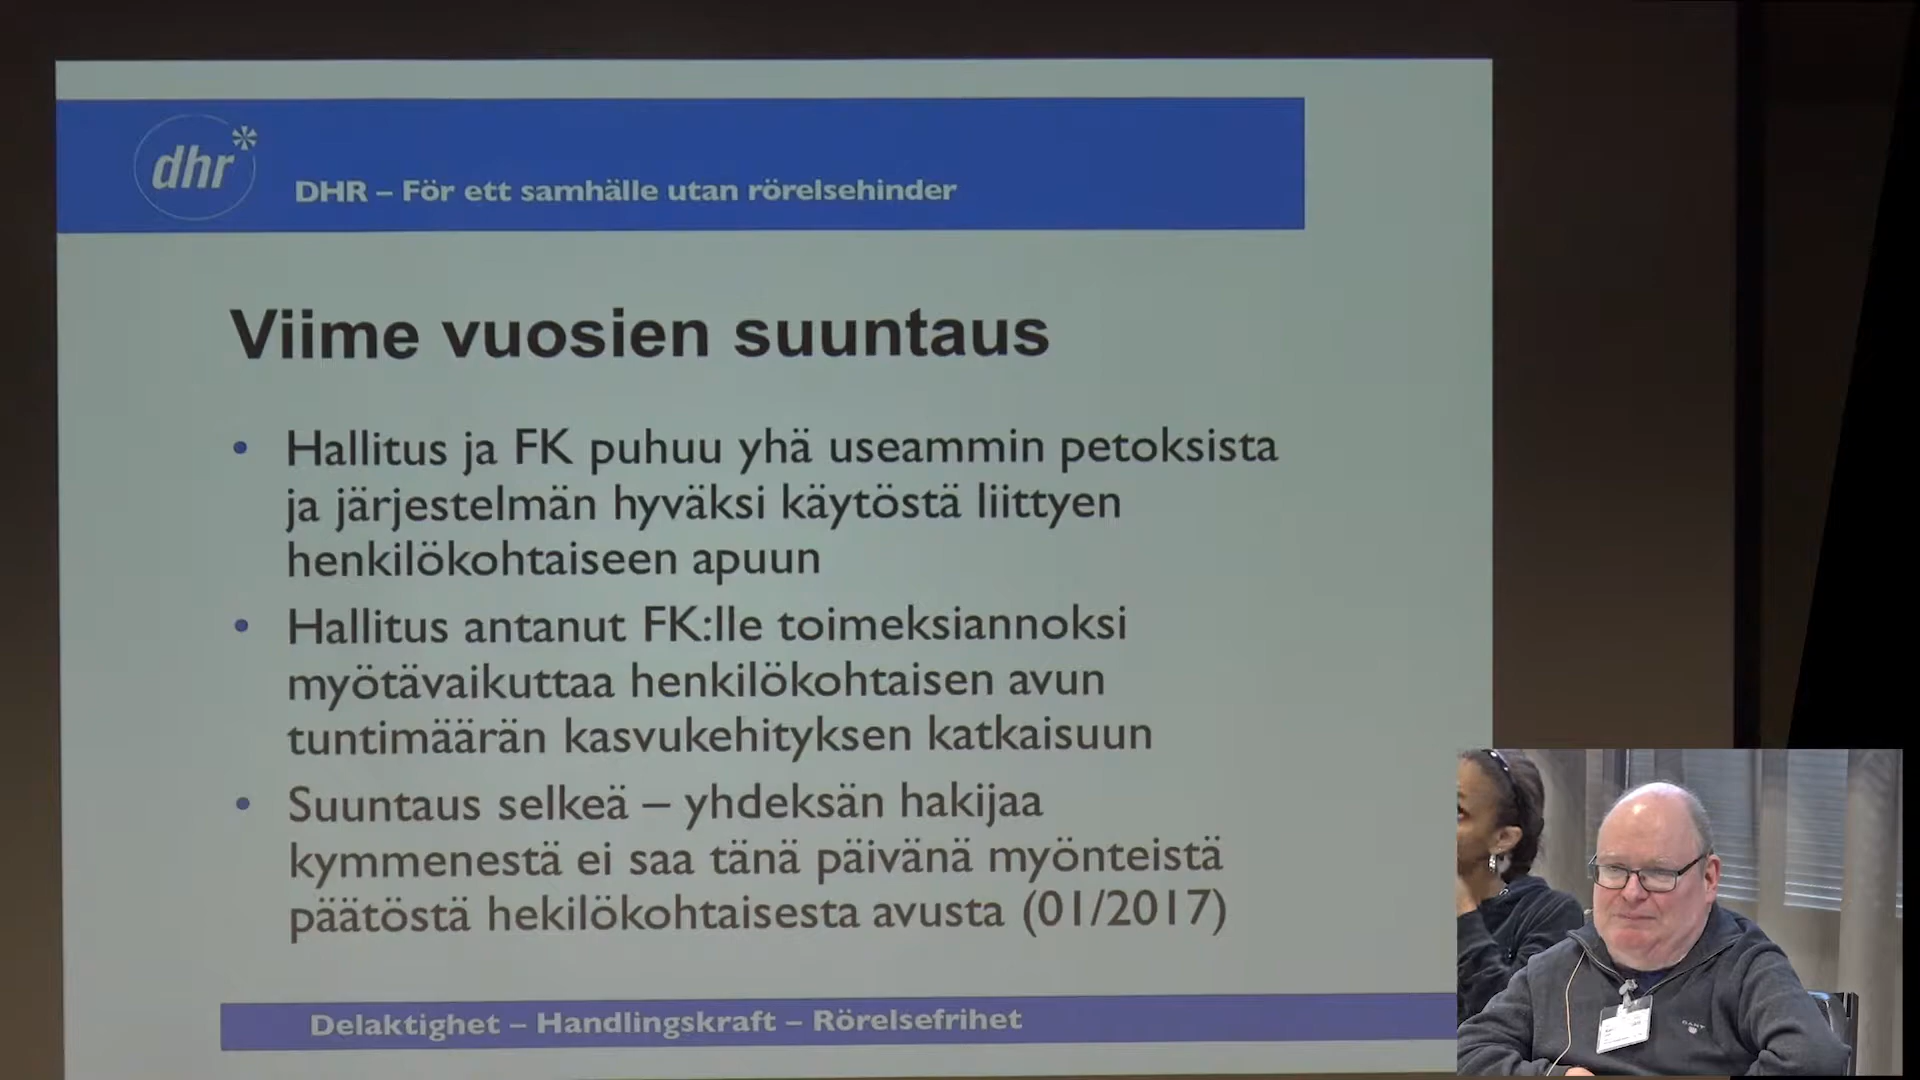 dhr
DHR – För ett samhälle utan rörelsehinder
Viime vuosien suuntaus
• Hallitus ja FK puhuu yhä useammin petoksista
ja järjestelmän hyväksi käytöstä liittyen
henkilökohtaiseen apuun
• Hallitus antanut FK:lle toimeksiannoksi
myötävaikuttaa henkilökohtaisen avun
tuntimäärän kasvukehityksen katkaisuun
• Suuntaus selkeä – yhdeksän hakijaa
kymmenestä ei saa tänä päivänä myönteistä
päätöstä hekilökohtaisesta avusta (01/2017)
Delaktighet – Handlingskraft – Rörelsefrihet